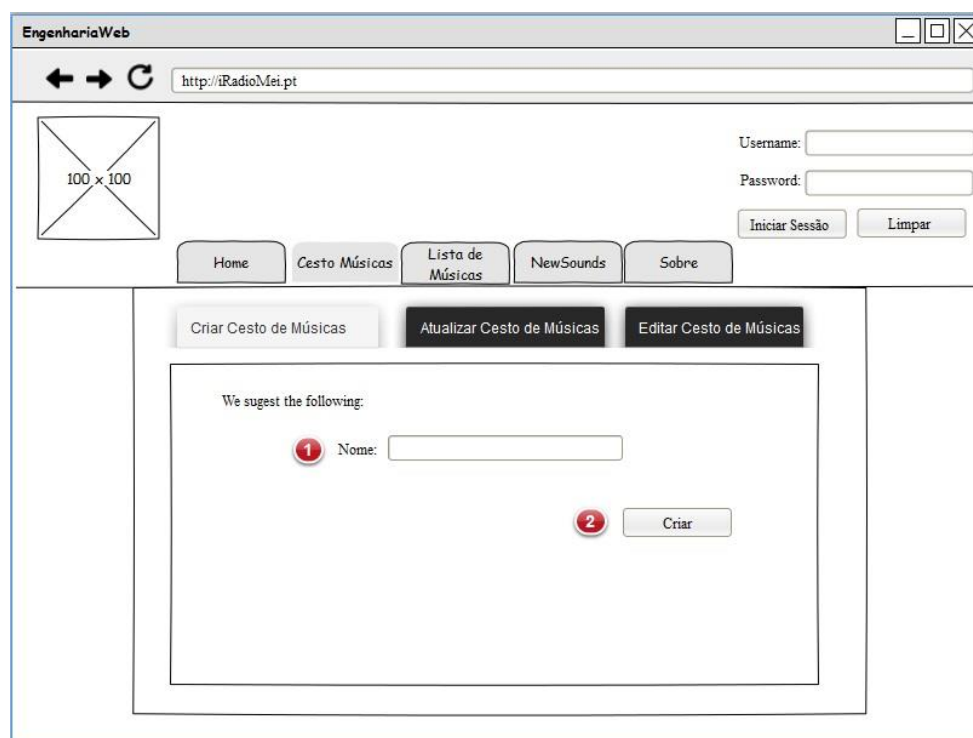 EngenhariaWeb
http://iRadioMei.pt
100 x 100
Username:
Password:
Iniciar Sessão
Limpar
Home
Cesto Músicas
Lista de
Músicas
NewSounds
Sobre
Criar Cesto de Músicas
Atualizar Cesto de Músicas
Editar Cesto de Músicas
We sugest the following:
1 Nome:
2 Criar